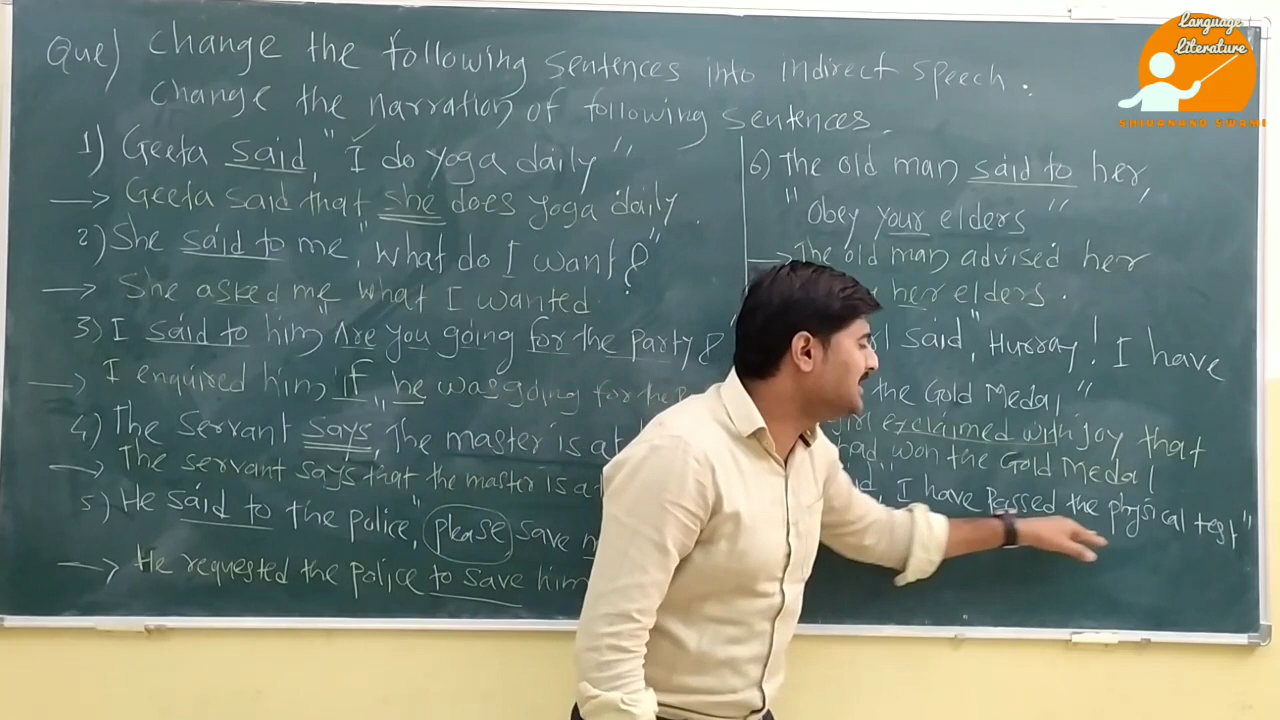 Que) Change the following sentences into indirect speech.
Change the narration of following sentences.
1) Geeta said, "I do yoga daily"
→ Geeta said that she does yoga daily.
2) She said to me, "what do I want?"
→ She asked me what I wanted.
3) I said to him, "Are you going for the party?"
→ I enquired him if he was going for the
4) The servant says, "The master is at
→ The servant says that the master is at
5) He said to the police, "please save
→ He requested the police to save him
6) The old man said to her,
"Obey your elders"
→ The old man advised her
her elders.
said, "Hurray! I have
the Gold Medal"
girl exclaimed with joy that
had won the Gold Medal
I have passed the physical test"
Language
Literature
SHIVANAND SWAMI